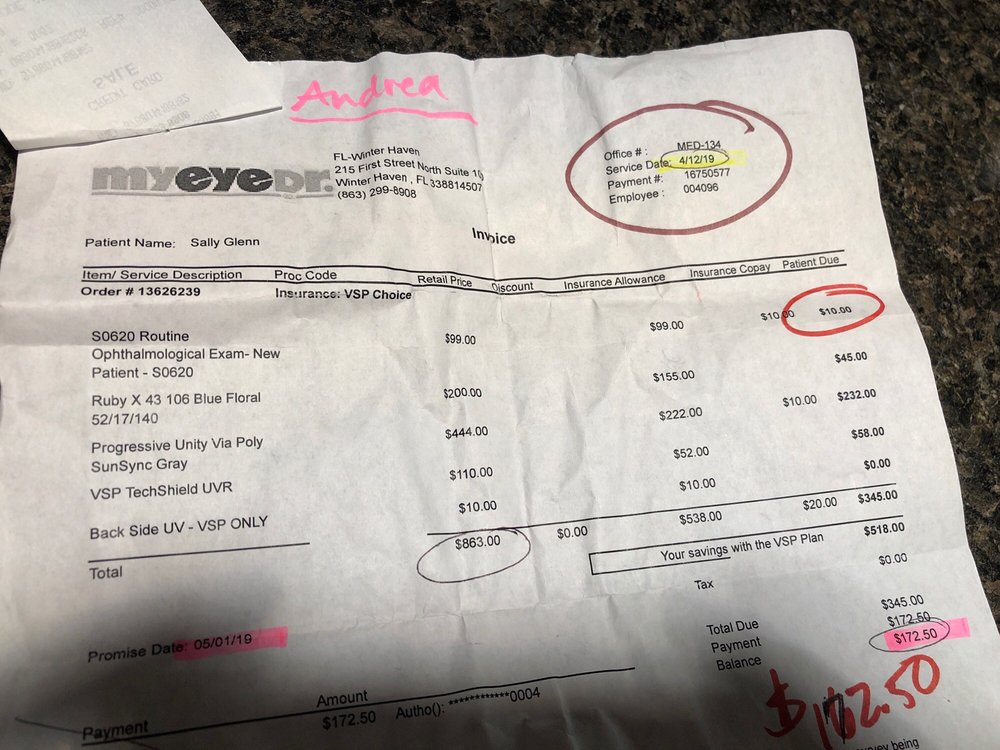 SALE
CREDIT CARD
Andrea
myeyeDr.
FL-Winter Haven
215 First Street North Suite 10
Winter Haven , FL 338814507
(863) 299-8908
Office # : MED-134
Service Date: 4/12/19
Payment #: 16750577
Employee : 004096
Invoice
Patient Name: Sally Glenn
Item/ Service Description Proc Code Retail Price Discount Insurance Allowance Insurance Copay Patient Due
Order # 13626239 Insurance: VSP Choice
S0620 Routine $99.00 $99.00 $10.00 $10.00
Ophthalmological Exam- New
Patient - S0620
Ruby X 43 106 Blue Floral $200.00 $155.00 $45.00
52/17/140
Progressive Unity Via Poly $444.00 $222.00 $10.00 $232.00
SunSync Gray
VSP TechShield UVR $110.00 $52.00 $58.00
Back Side UV - VSP ONLY $10.00 $10.00 $0.00
Total $863.00 $0.00 $538.00 $20.00 $345.00
Your savings with the VSP Plan $518.00
Tax $0.00
Total Due $345.00
Payment $172.50
Balance $172.50
Promise Date: 05/01/19
$172.50
Amount
Payment $172.50 Autho(): ************0004
survey being